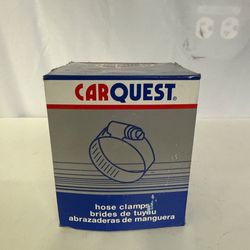 CARQUEST®
hose clamps
brides de tuyau
abrazaderas de manguera